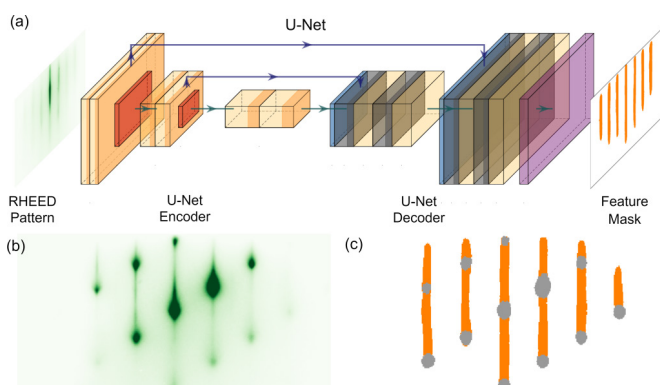 (a)
U-Net
RHEED
Pattern
U-Net
Encoder
U-Net
Decoder
Feature
Mask
(b)
(c)